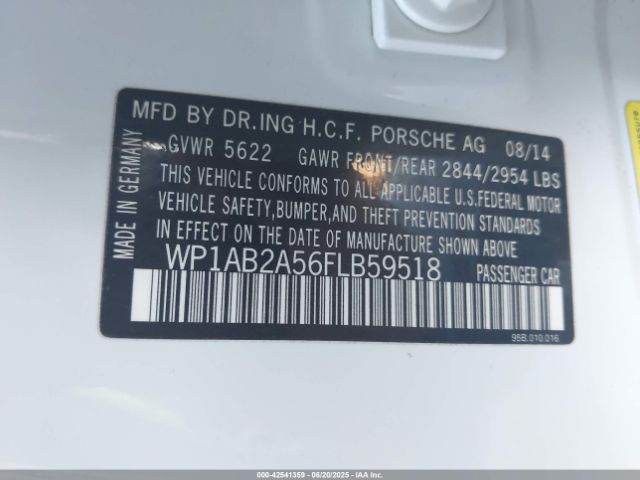 MFD BY DR.ING H.C.F. PORSCHE AG 08/14
GVWR 5622 GAWR FRONT/REAR 2844/2954 LBS
THIS VEHICLE CONFORMS TO ALL APPLICABLE U.S.FEDERAL MOTOR
VEHICLE SAFETY,BUMPER,AND THEFT PREVENTION STANDARDS
IN EFFECT ON THE DATE OF MANUFACTURE SHOWN ABOVE
WP1AB2A56FLB59518 PASSENGER CAR
MADE IN GERMANY
95B.010.016
000-42541359 | 06/20/2025 | IAAI.COM